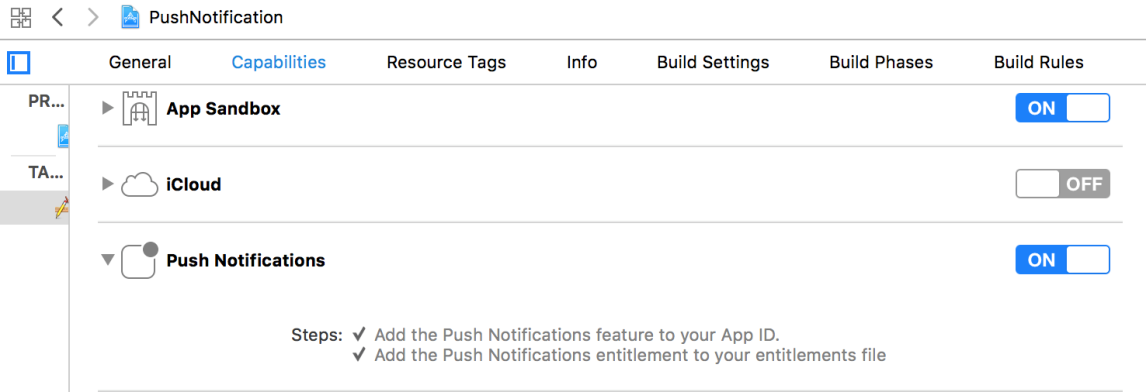 PushNotification
General Capabilities Resource Tags Info Build Settings Build Phases Build Rules
PR...
App Sandbox ON
TA...
iCloud OFF
Push Notifications ON
Steps: ✓ Add the Push Notifications feature to your App ID.
✓ Add the Push Notifications entitlement to your entitlements file